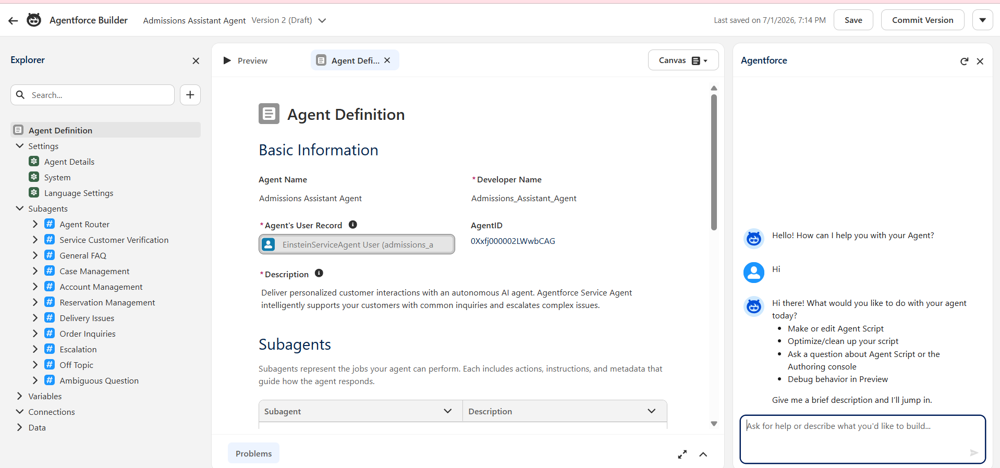 Agentforce Builder
Admissions Assistant Agent
Version 2 (Draft)
Last saved on 7/1/2026, 7:14 PM
Save
Commit Version
Explorer
Search...
Agent Definition
Settings
Agent Details
System
Language Settings
Subagents
# Agent Router
# Service Customer Verification
# General FAQ
# Case Management
# Account Management
# Reservation Management
# Delivery Issues
# Order Inquiries
# Escalation
# Off Topic
# Ambiguous Question
Variables
Connections
Data
Preview
Agent Defi...
Canvas
Agent Definition
Basic Information
Agent Name
Admissions Assistant Agent
* Developer Name
Admissions_Assistant_Agent
* Agent's User Record
EinsteinServiceAgent User (admissions_a
AgentID
0Xxfj000002LWwbCAG
* Description
Deliver personalized customer interactions with an autonomous AI agent. Agentforce Service Agent
intelligently supports your customers with common inquiries and escalates complex issues.
Subagents
Subagents represent the jobs your agent can perform. Each includes actions, instructions, and metadata that
guide how the agent responds.
Subagent
Description
Problems
Agentforce
Hello! How can I help you with your Agent?
Hi
Hi there! What would you like to do with your agent
today?
• Make or edit Agent Script
• Optimize/clean up your script
• Ask a question about Agent Script or the
Authoring console
• Debug behavior in Preview
Give me a brief description and I'll jump in.
Ask for help or describe what you'd like to build...